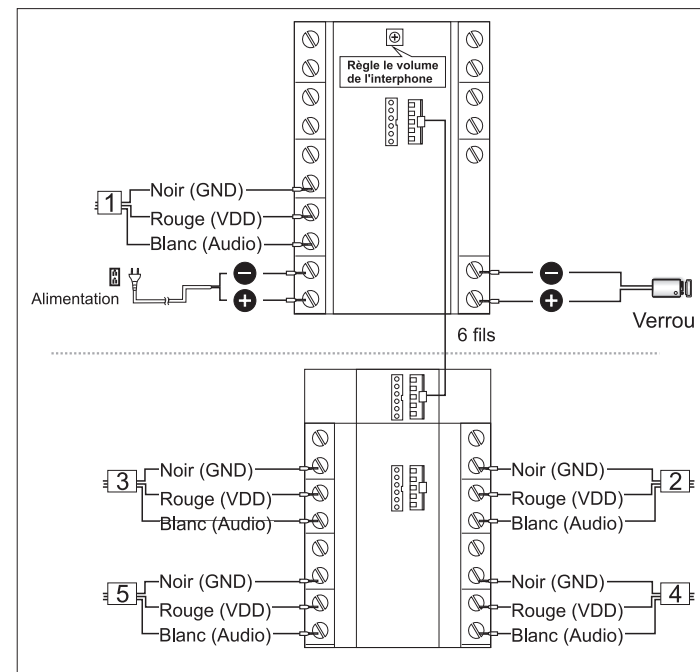 Règle le volume
de l'interphone
1
Noir (GND)
Rouge (VDD)
Blanc (Audio)
Alimentation
−
+
−
+
Verrou
6 fils
3
Noir (GND)
Rouge (VDD)
Blanc (Audio)
Noir (GND)
Rouge (VDD)
Blanc (Audio)
2
5
Noir (GND)
Rouge (VDD)
Blanc (Audio)
Noir (GND)
Rouge (VDD)
Blanc (Audio)
4